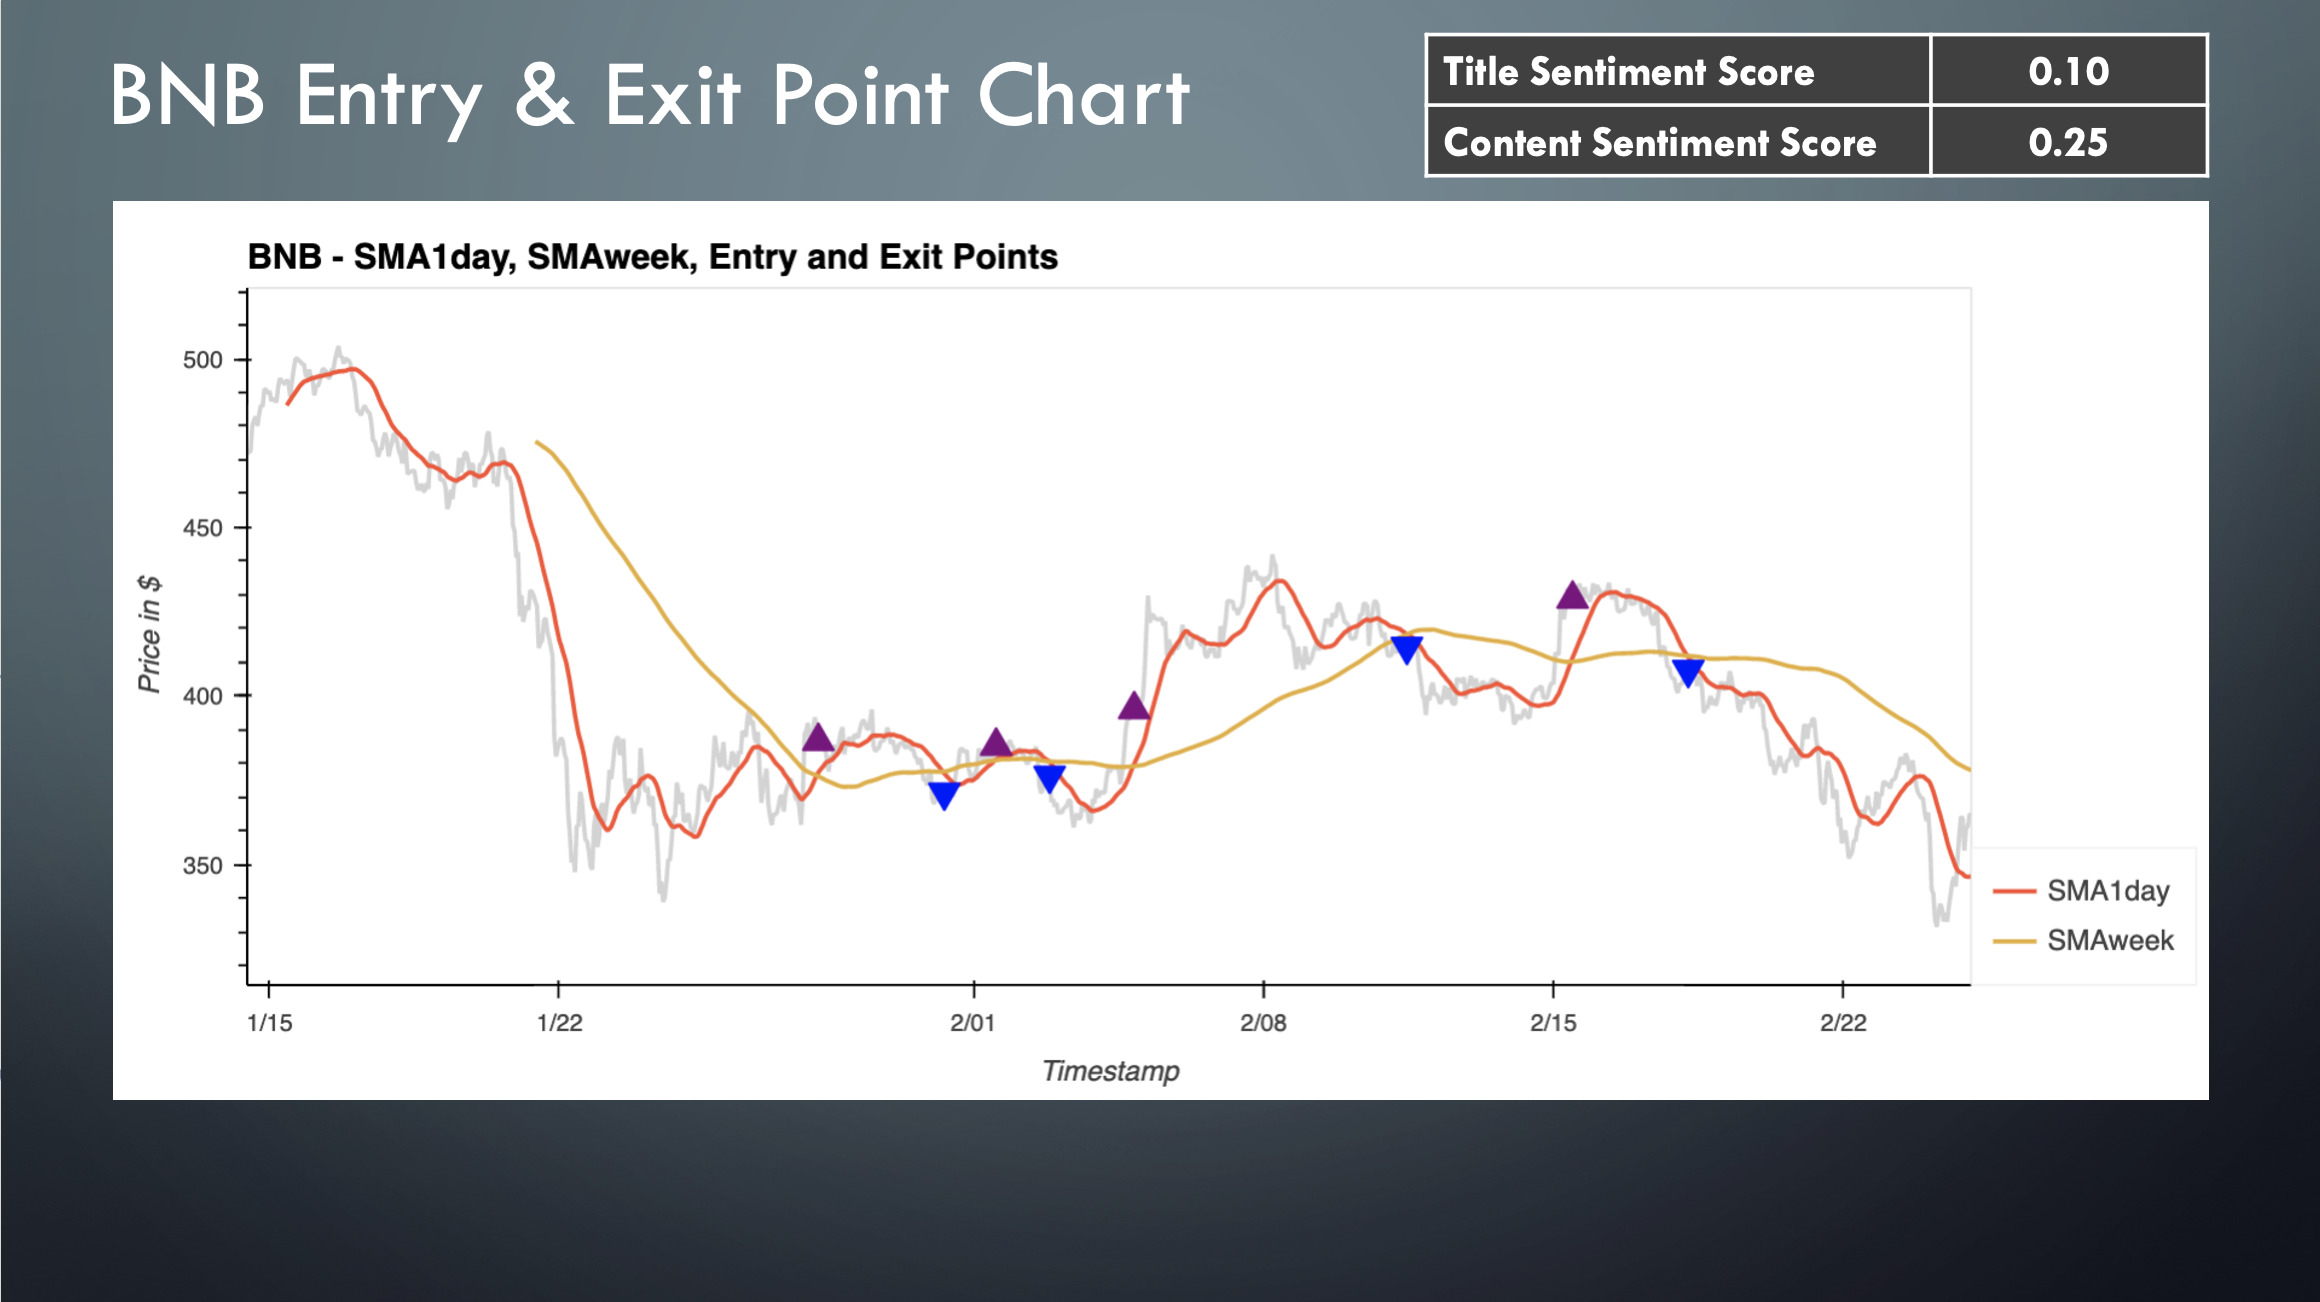 BNB Entry & Exit Point Chart
Title Sentiment Score 0.10
Content Sentiment Score 0.25
BNB - SMA1day, SMAweek, Entry and Exit Points
500
450
400
350
Price in $
1/15 1/22 2/01 2/08 2/15 2/22
Timestamp
SMA1day
SMAweek